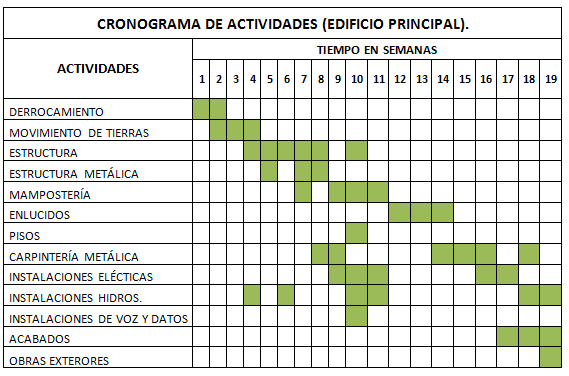 CRONOGRAMA DE ACTIVIDADES (EDIFICIO PRINCIPAL).
ACTIVIDADES
TIEMPO EN SEMANAS
1 2 3 4 5 6 7 8 9 10 11 12 13 14 15 16 17 18 19
DERROCAMIENTO
MOVIMIENTO DE TIERRAS
ESTRUCTURA
ESTRUCTURA METÁLICA
MAMPOSTERÍA
ENLUCIDOS
PISOS
CARPINTERÍA METÁLICA
INSTALACIONES ELÉCTICAS
INSTALACIONES HIDROS.
INSTALACIONES DE VOZ Y DATOS
ACABADOS
OBRAS EXTERIORES